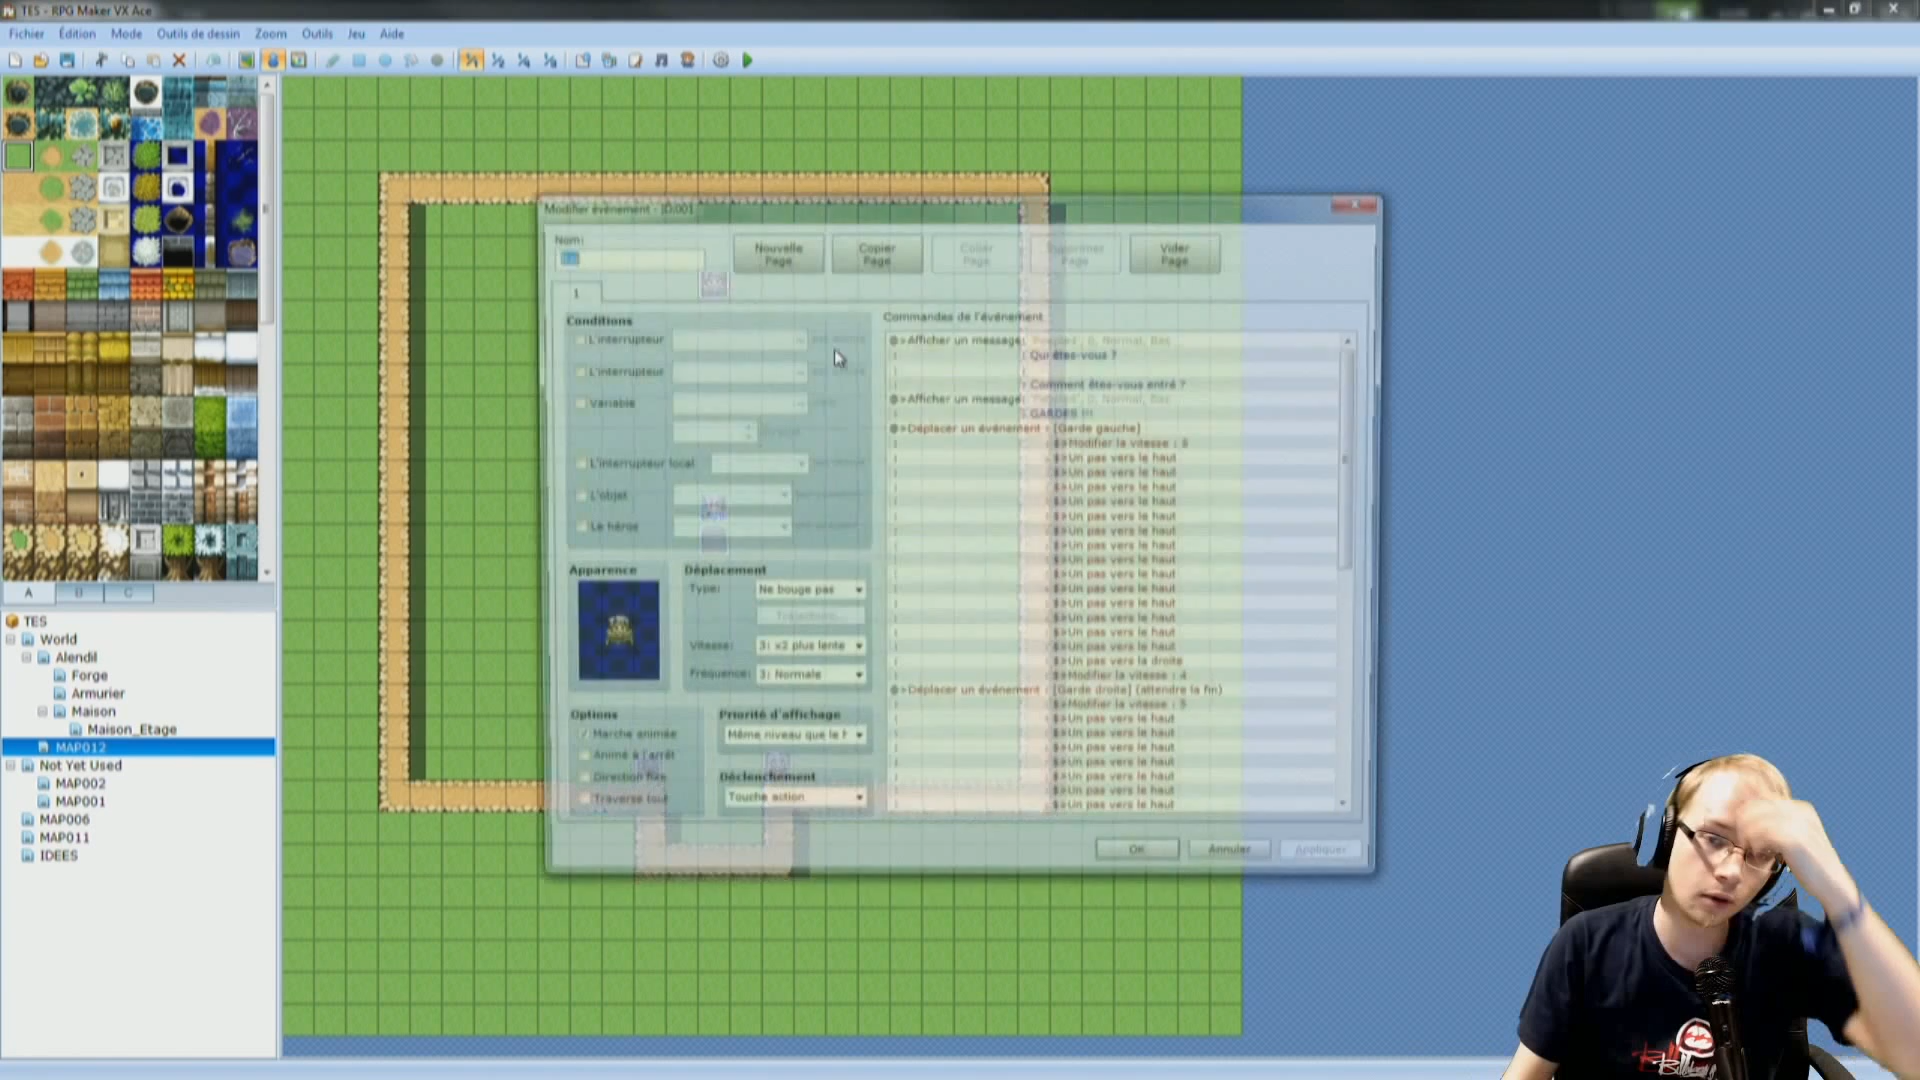 TES - RPG Maker VX Ace
Fichier Édition Mode Outils de dessin Zoom Outils Jeu Aide
Modifier événement - ID:001
Nom:
Nouvelle Page
Copier Page
Coller Page
Supprimer Page
Vider Page
1
Conditions
L'interrupteur
L'interrupteur
Variable
L'interrupteur local
L'objet
Le héros
Apparence
Déplacement
Type: Ne bouge pas
Trajectoire...
Vitesse: 3: x2 plus lente
Fréquence: 3: Normale
Options
Marche animée
Animé à l'arrêt
Direction fixe
Traverse tout
Priorité d'affichage
Même niveau que le h
Déclenchement
Touche action
Commandes de l'événement
@>Afficher un message: 0, Normal, Bas
: Qui êtes-vous ?
: Comment êtes-vous entré ?
@>Afficher un message: 0, Normal, Bas
: GARDES !!!
@>Déplacer un événement : [Garde gauche]
: $>Modifier la vitesse : 5
: $>Un pas vers le haut
: $>Un pas vers le haut
: $>Un pas vers le haut
: $>Un pas vers le haut
: $>Un pas vers le haut
: $>Un pas vers le haut
: $>Un pas vers le haut
: $>Un pas vers le haut
: $>Un pas vers le haut
: $>Un pas vers le haut
: $>Un pas vers le haut
: $>Un pas vers le haut
: $>Un pas vers le haut
: $>Un pas vers le haut
: $>Un pas vers la droite
: $>Modifier la vitesse : 4
@>Déplacer un événement : [Garde droite] (attendre la fin)
: $>Modifier la vitesse : 5
: $>Un pas vers le haut
: $>Un pas vers le haut
: $>Un pas vers le haut
: $>Un pas vers le haut
: $>Un pas vers le haut
: $>Un pas vers le haut
: $>Un pas vers le haut
OK
Annuler
Appliquer
A B C
TES
World
Alendil
Forge
Armurier
Maison
Maison_Etage
MAP012
Not Yet Used
MAP002
MAP001
MAP006
MAP011
IDEES